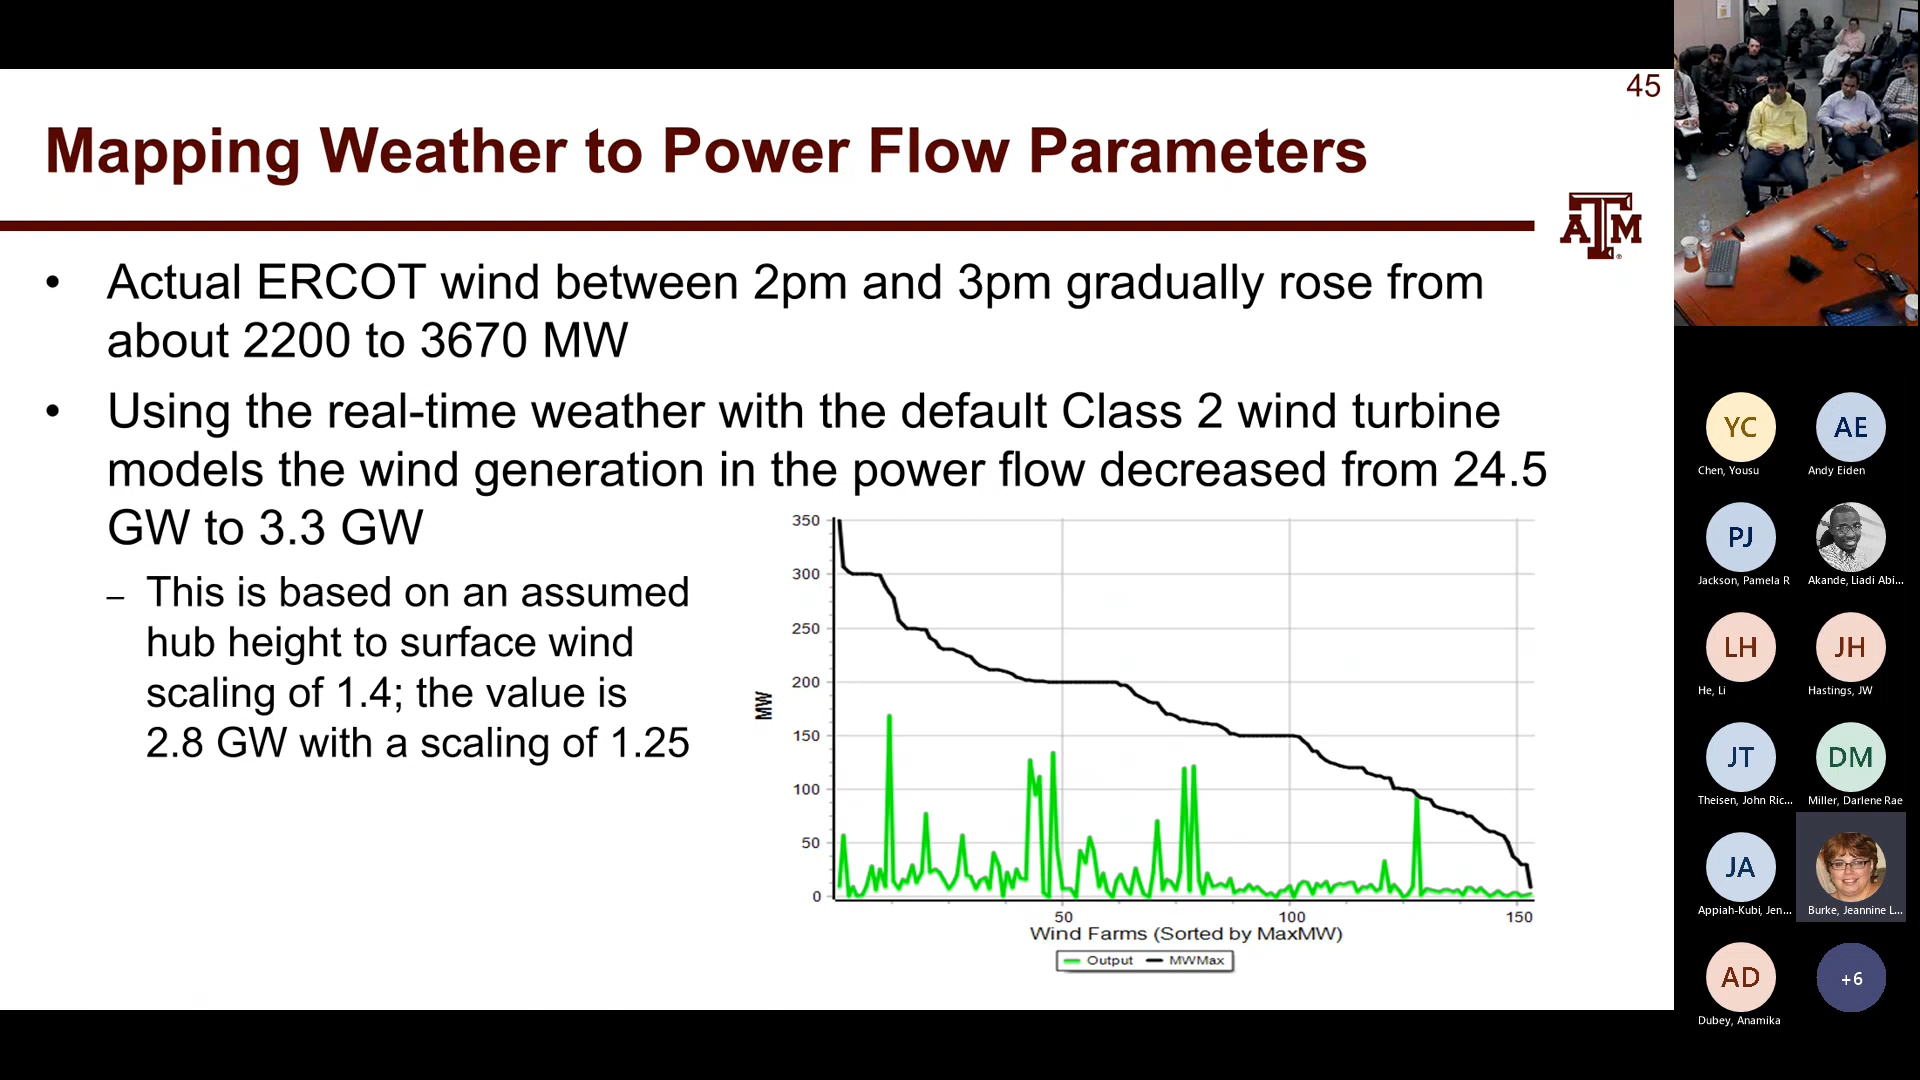 45
Mapping Weather to Power Flow Parameters
ATM
• Actual ERCOT wind between 2pm and 3pm gradually rose from
about 2200 to 3670 MW
• Using the real-time weather with the default Class 2 wind turbine
models the wind generation in the power flow decreased from 24.5
GW to 3.3 GW
– This is based on an assumed
hub height to surface wind
scaling of 1.4; the value is
2.8 GW with a scaling of 1.25
350
300
250
200
150
100
50
0
MW
50 100 150
Wind Farms (Sorted by MaxMW)
Output MWMax
YC AE
Chen, Yousu Andy Eiden
PJ
Jackson, Pamela R Akande, Liadi Abi...
LH JH
He, Li Hastings, JW
JT DM
Theisen, John Ric... Miller, Darlene Rae
JA
Appiah-Kubi, Jen... Burke, Jeannine L...
AD +6
Dubey, Anamika